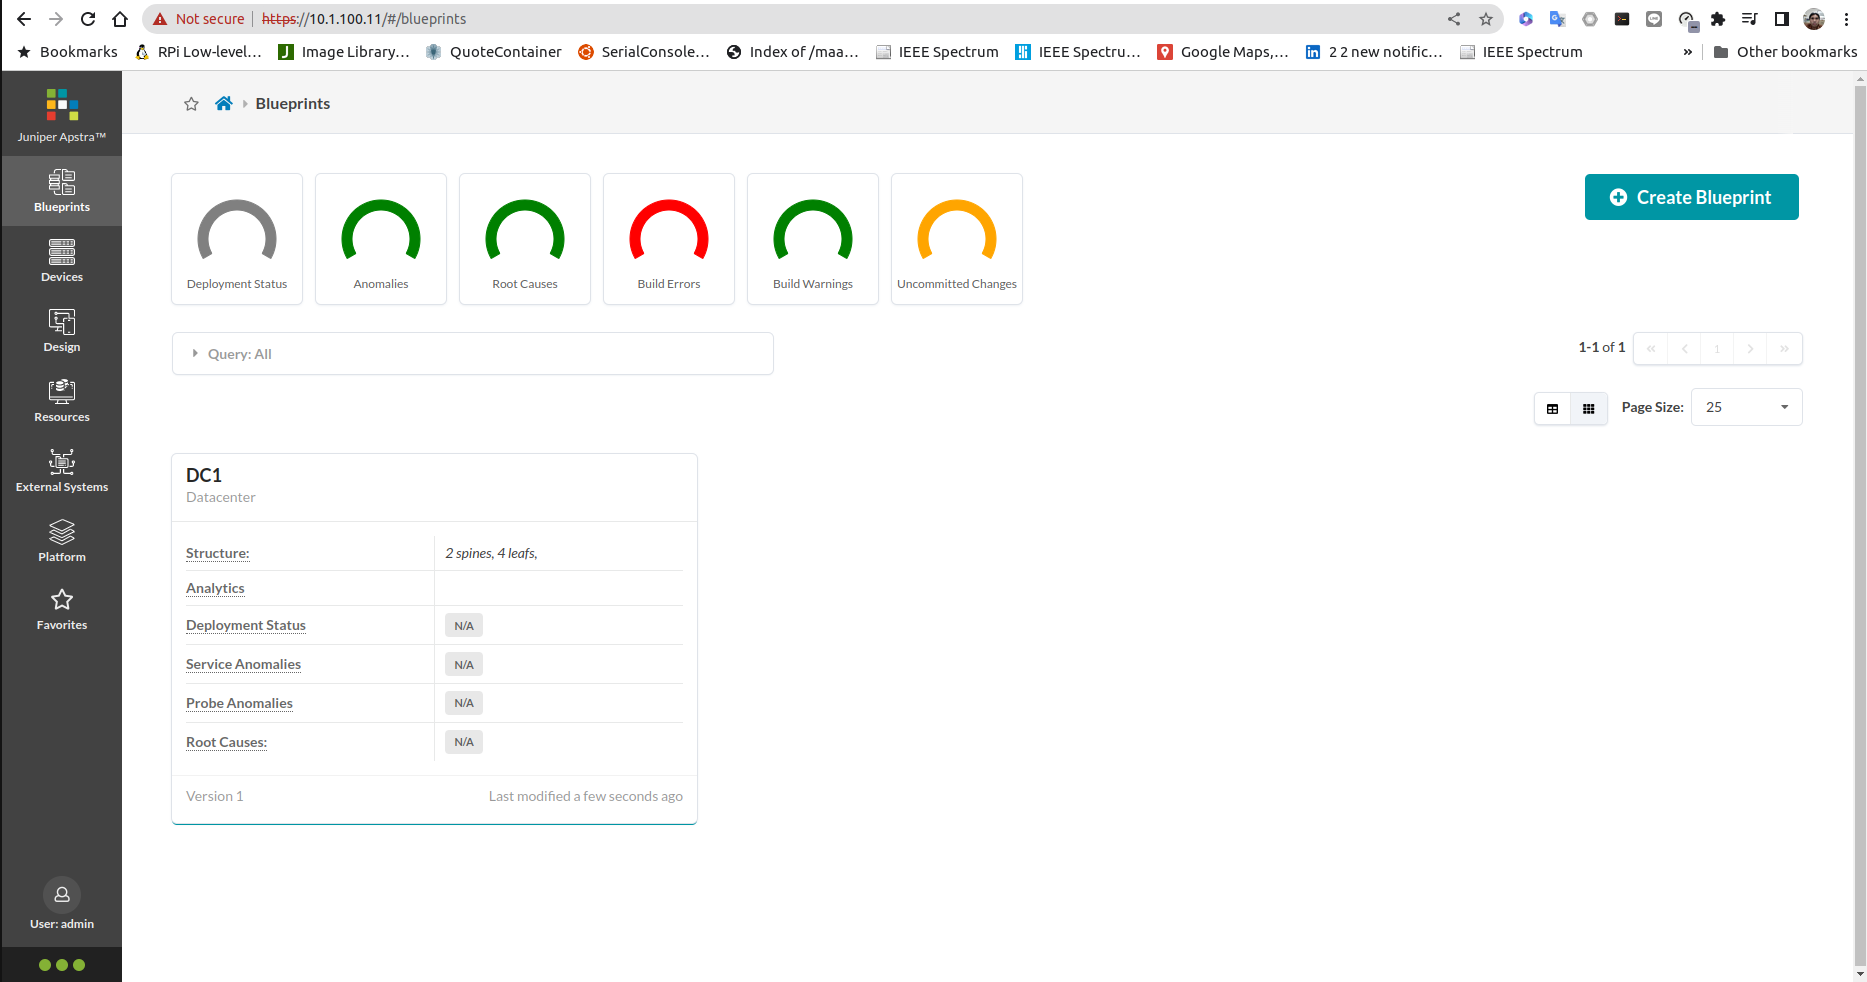 Not secure https://10.1.100.11/#/blueprints
Bookmarks RPi Low-level... Image Library... QuoteContainer SerialConsole... Index of /maa... IEEE Spectrum IEEE Spectru... Google Maps,... 2 2 new notific... IEEE Spectrum » Other bookmarks
Juniper Apstra™
Blueprints
Devices
Design
Resources
External Systems
Platform
Favorites
User: admin
Blueprints
Deployment Status
Anomalies
Root Causes
Build Errors
Build Warnings
Uncommitted Changes
Create Blueprint
Query: All
1-1 of 1 « ‹ 1 › »
Page Size: 25
DC1
Datacenter
Structure: 2 spines, 4 leafs,
Analytics
Deployment Status N/A
Service Anomalies N/A
Probe Anomalies N/A
Root Causes: N/A
Version 1 Last modified a few seconds ago